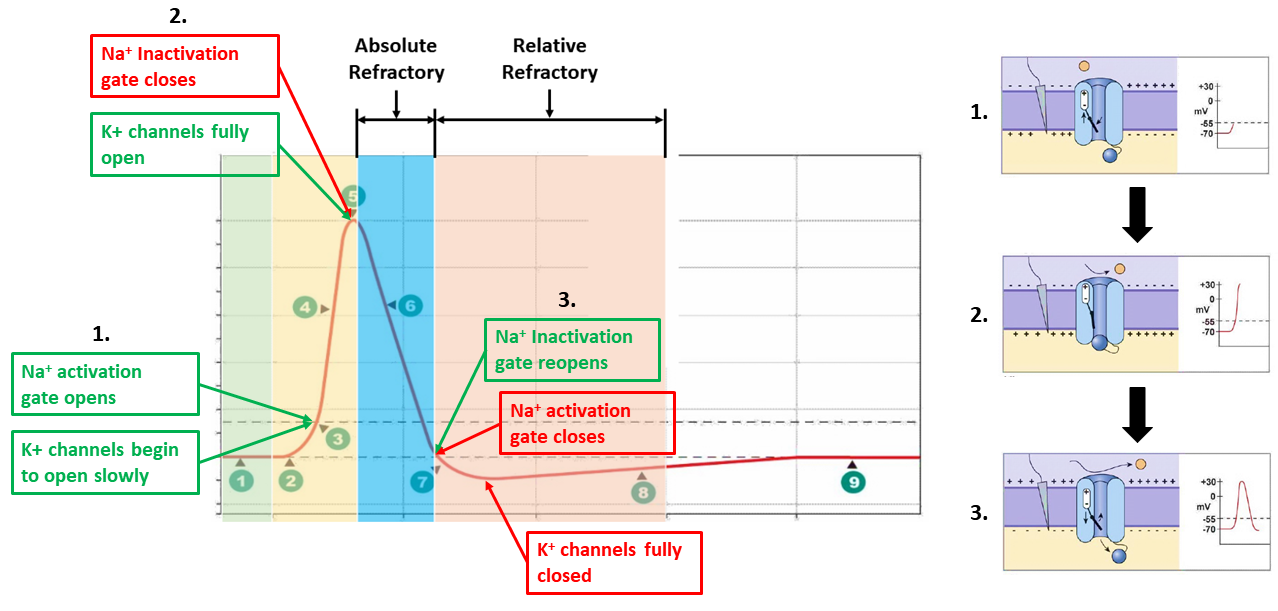 2.
Na⁺ Inactivation
gate closes
K+ channels fully
open
Absolute
Refractory
Relative
Refractory
5
4
6
1.
Na⁺ activation
gate opens
K+ channels begin
to open slowly
3.
Na⁺ Inactivation
gate reopens
Na⁺ activation
gate closes
3
1
2
7
8
9
K⁺ channels fully
closed
1.
+ + + + + +
+ + + +
+
+30
0
mV
-55
-70
2.
+ + + +
+ + + + + +
+
+30
0
mV
-55
-70
3.
+ + + + + +
+ + + + + +
+
+30
0
mV
-55
-70